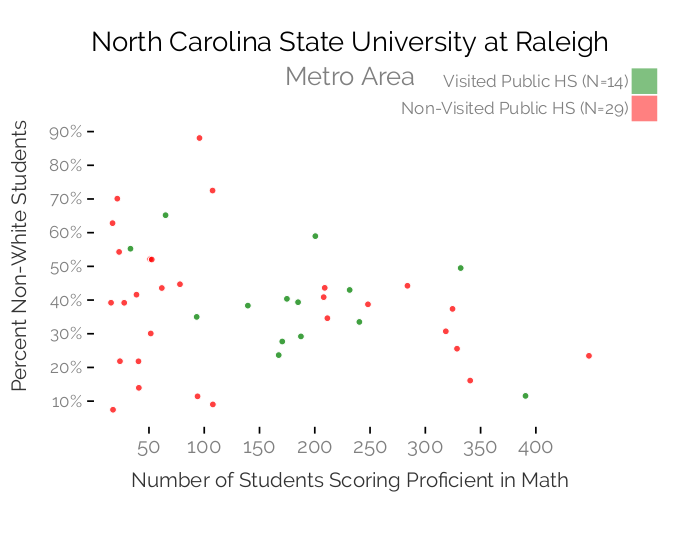 North Carolina State University at Raleigh
Metro Area
Visited Public HS (N=14)
Non-Visited Public HS (N=29)
Percent Non-White Students
90%
80%
70%
60%
50%
40%
30%
20%
10%
50 100 150 200 250 300 350 400
Number of Students Scoring Proficient in Math